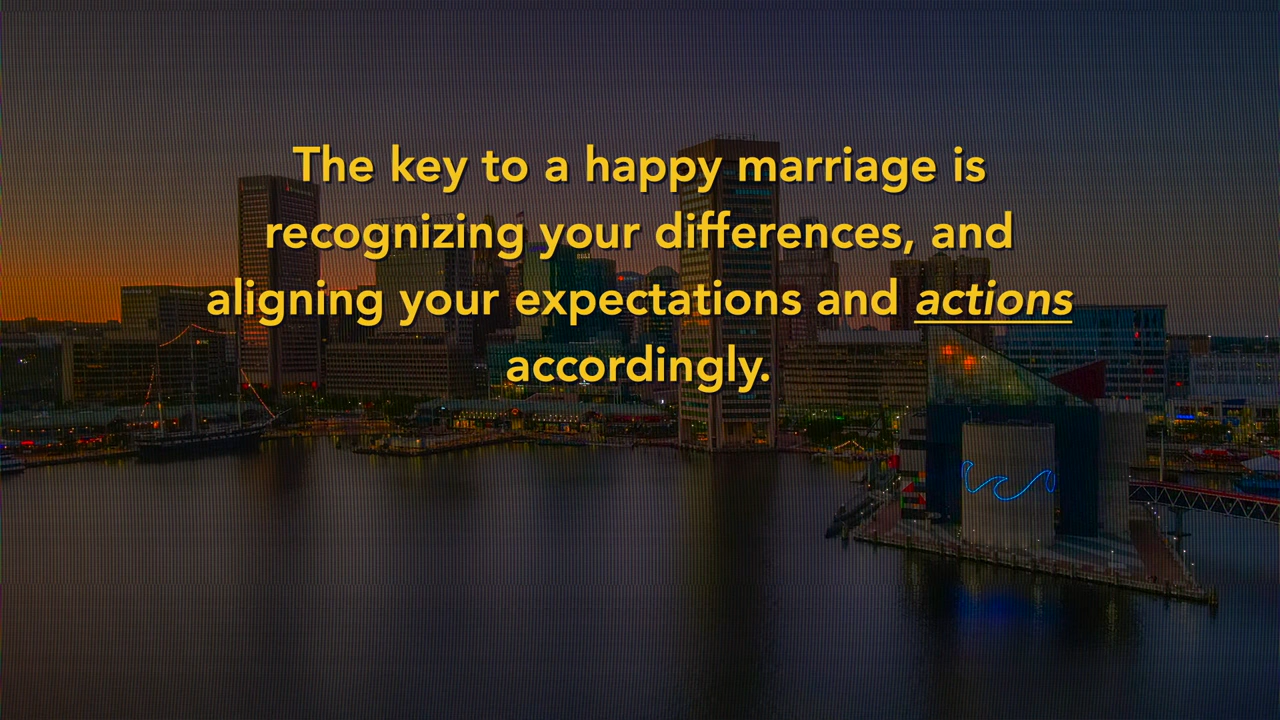 The key to a happy marriage is
recognizing your differences, and
aligning your expectations and actions
accordingly.